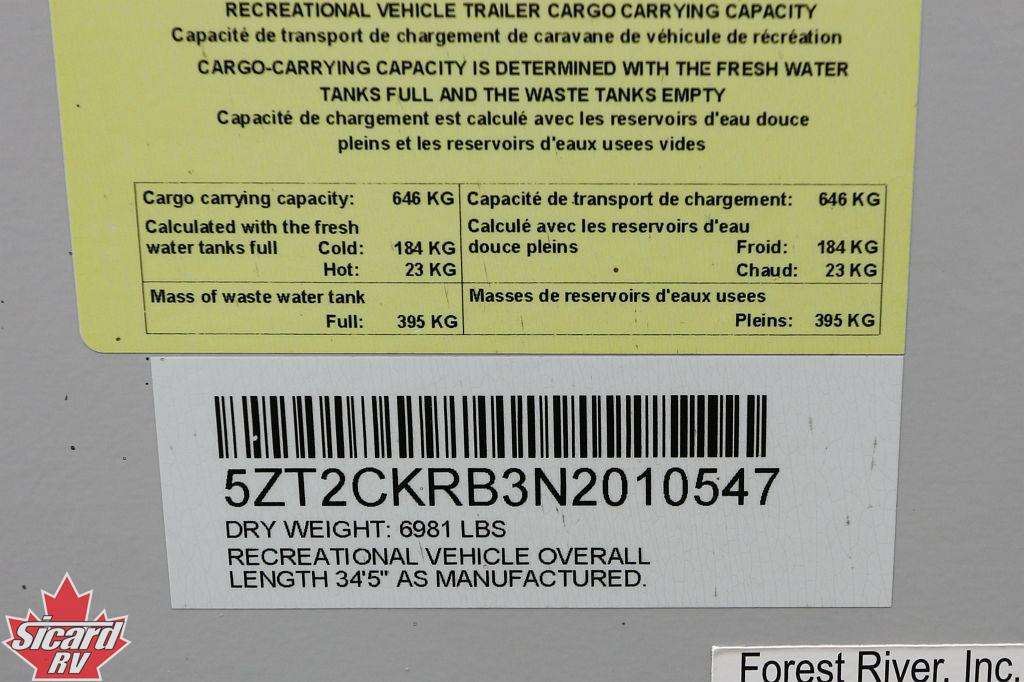 RECREATIONAL VEHICLE TRAILER CARGO CARRYING CAPACITY
Capacité de transport de chargement de caravane de véhicule de récréation
CARGO-CARRYING CAPACITY IS DETERMINED WITH THE FRESH WATER
TANKS FULL AND THE WASTE TANKS EMPTY
Capacité de chargement est calculé avec les reservoirs d'eau douce
pleins et les reservoirs d'eaux usees vides
Cargo carrying capacity: 646 KG
Calculated with the fresh
water tanks full Cold: 184 KG
Hot: 23 KG
Mass of waste water tank
Full: 395 KG
Capacité de transport de chargement: 646 KG
Calculé avec les reservoirs d'eau
douce pleins Froid: 184 KG
Chaud: 23 KG
Masses de reservoirs d'eaux usees
Pleins: 395 KG
5ZT2CKRB3N2010547
DRY WEIGHT: 6981 LBS
RECREATIONAL VEHICLE OVERALL
LENGTH 34'5" AS MANUFACTURED.
Sicard
RV
Forest River, Inc.